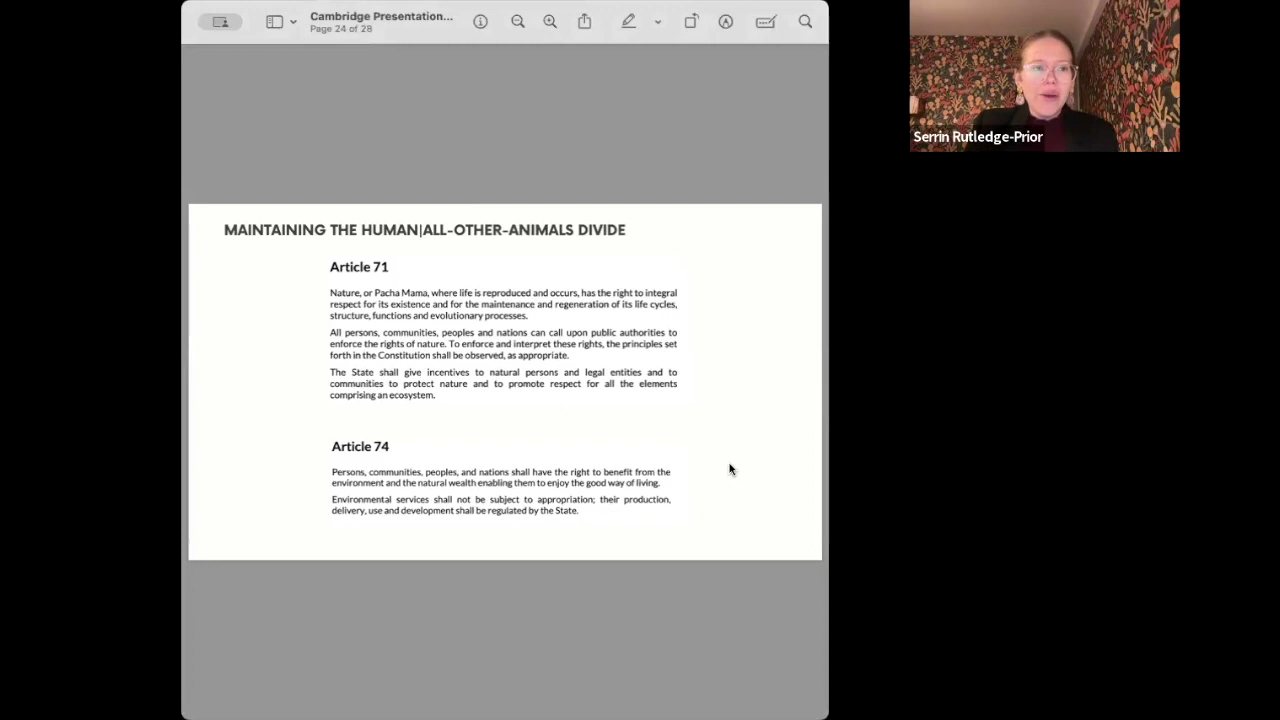 Cambridge Presentation...
Page 24 of 28
Serrin Rutledge-Prior
MAINTAINING THE HUMAN|ALL-OTHER-ANIMALS DIVIDE
Article 71
Nature, or Pacha Mama, where life is reproduced and occurs, has the right to integral
respect for its existence and for the maintenance and regeneration of its life cycles,
structure, functions and evolutionary processes.
All persons, communities, peoples and nations can call upon public authorities to
enforce the rights of nature. To enforce and interpret these rights, the principles set
forth in the Constitution shall be observed, as appropriate.
The State shall give incentives to natural persons and legal entities and to
communities to protect nature and to promote respect for all the elements
comprising an ecosystem.
Article 74
Persons, communities, peoples, and nations shall have the right to benefit from the
environment and the natural wealth enabling them to enjoy the good way of living.
Environmental services shall not be subject to appropriation; their production,
delivery, use and development shall be regulated by the State.